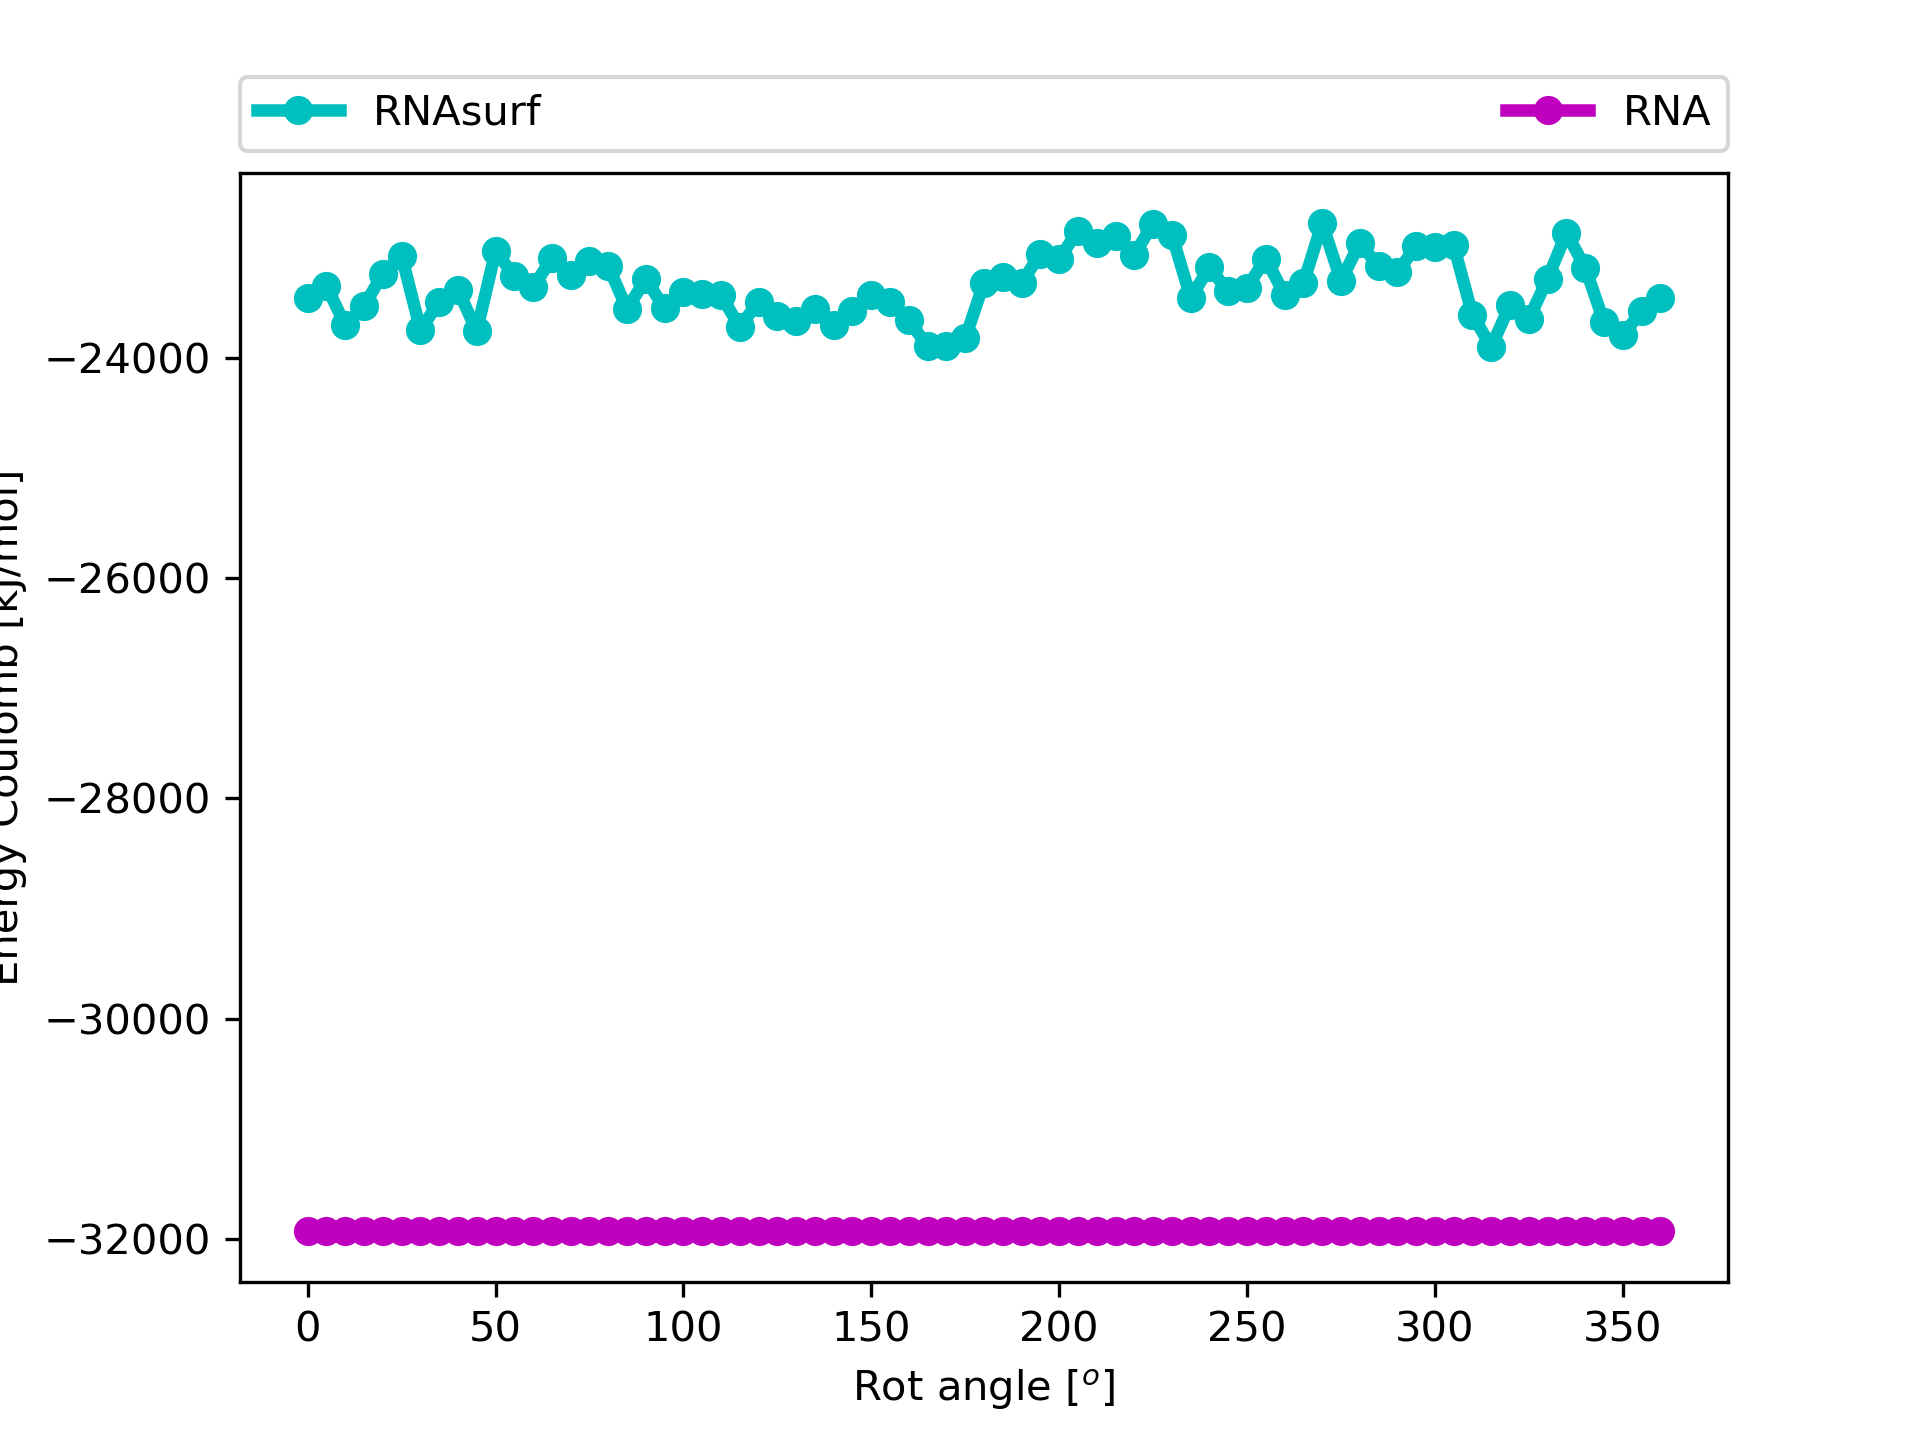 RNAsurf RNA
−24000
−26000
−28000
−30000
−32000
Energy Coulomb [kJ/mol]
0 50 100 150 200 250 300 350
Rot angle [o]